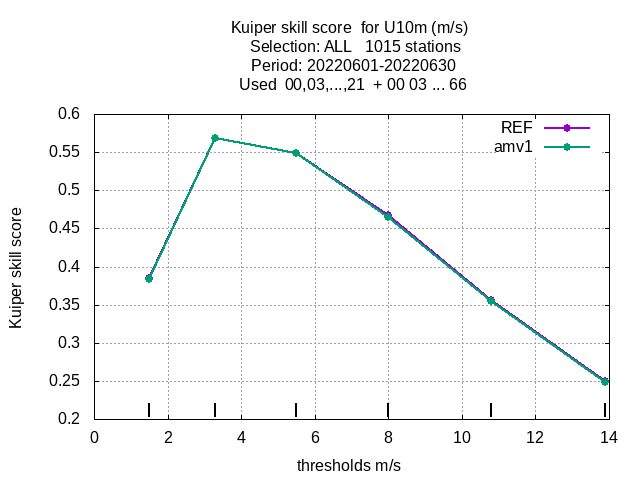 Kuiper skill score  for U10m (m/s)
Selection: ALL   1015 stations
Period: 20220601-20220630
Used  00,03,...,21  + 00 03 ... 66
REF
amv1
0.6
0.55
0.5
0.45
0.4
0.35
0.3
0.25
0.2
Kuiper skill score
0 2 4 6 8 10 12 14
thresholds m/s